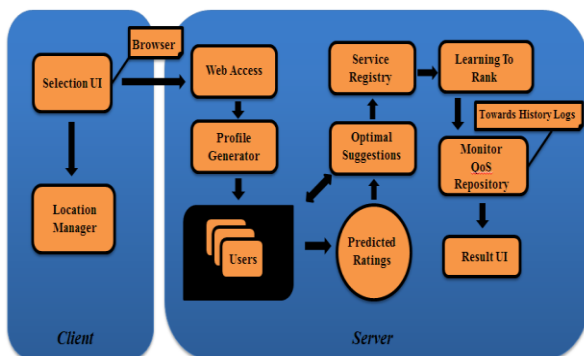 Browser
Selection UI
Location
Manager
Client
Web Access
Profile
Generator
Users
Predicted
Ratings
Optimal
Suggestions
Service
Registry
Learning To
Rank
Towards History Logs
Monitor
QoS
Repository
Result UI
Server